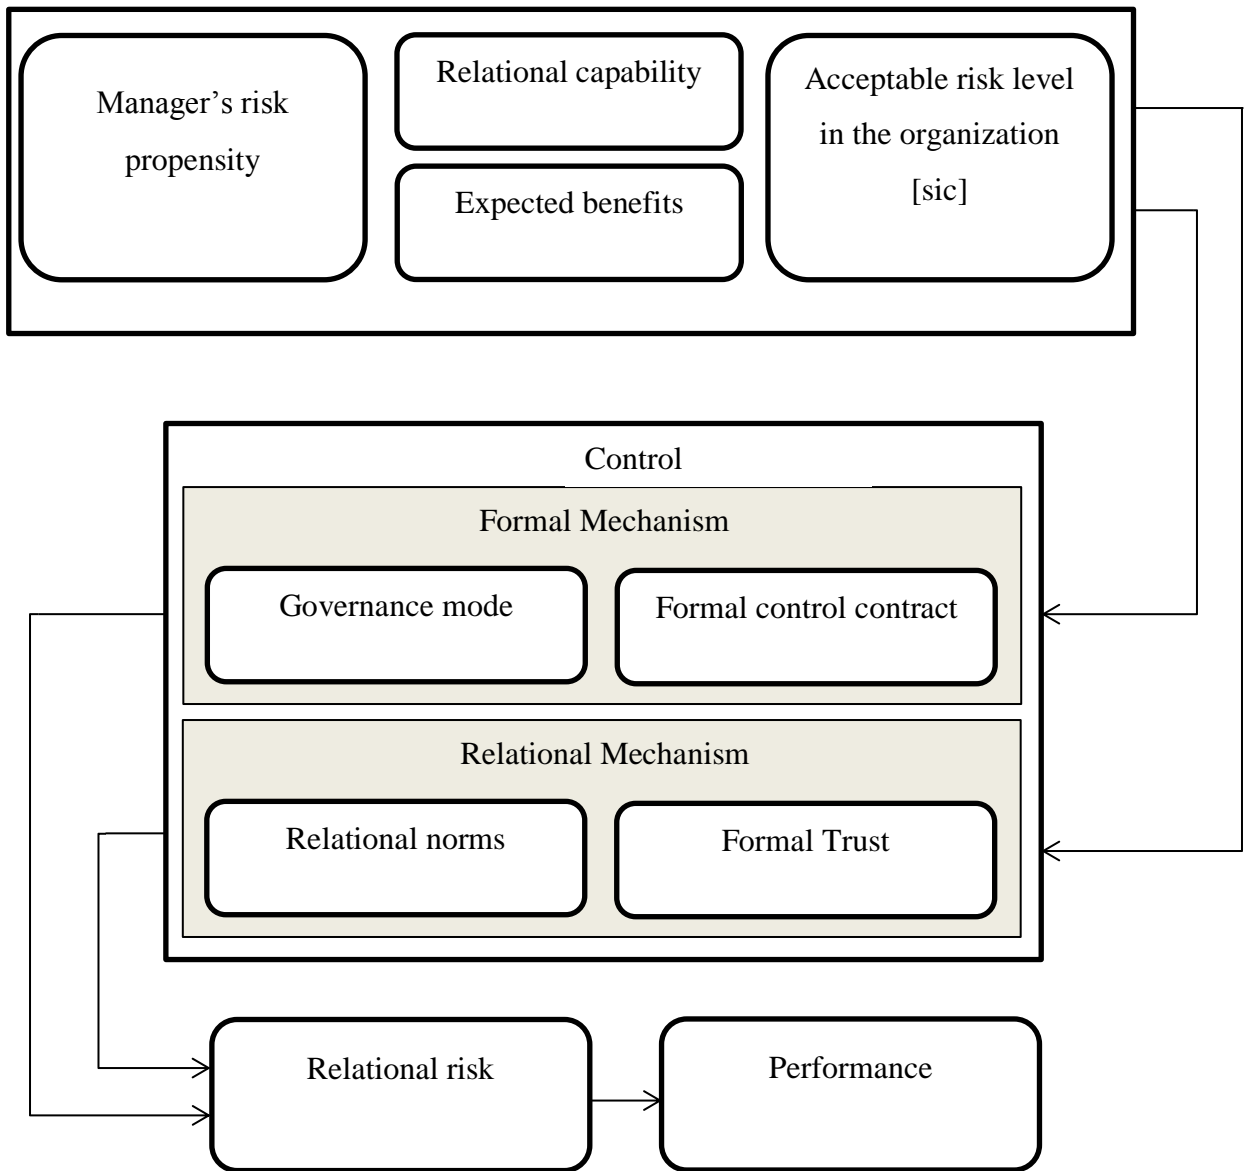 Manager’s risk
propensity
Relational capability
Expected benefits
Acceptable risk level
in the organization
[sic]
Control
Formal Mechanism
Governance mode
Formal control contract
Relational Mechanism
Relational norms
Formal Trust
Relational risk
Performance